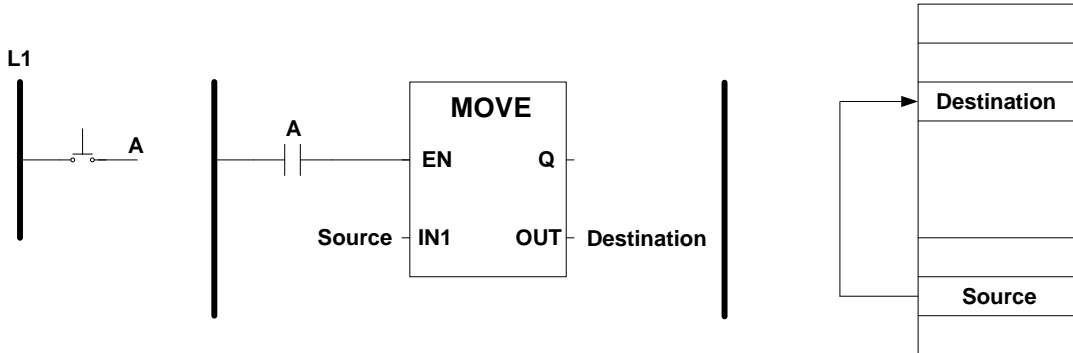 L1
A
A
MOVE
EN
Q
Source
IN1
OUT
Destination
Destination
Source